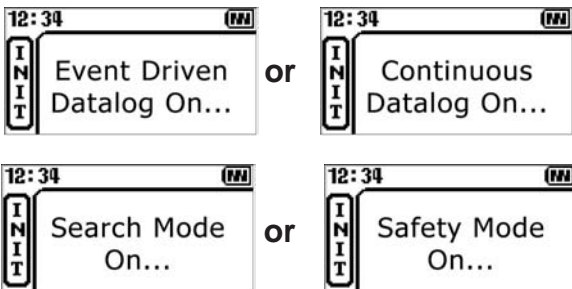 12:34
INIT
Event Driven
Datalog On...
or
12:34
INIT
Continuous
Datalog On...
12:34
INIT
Search Mode
On...
or
12:34
INIT
Safety Mode
On...